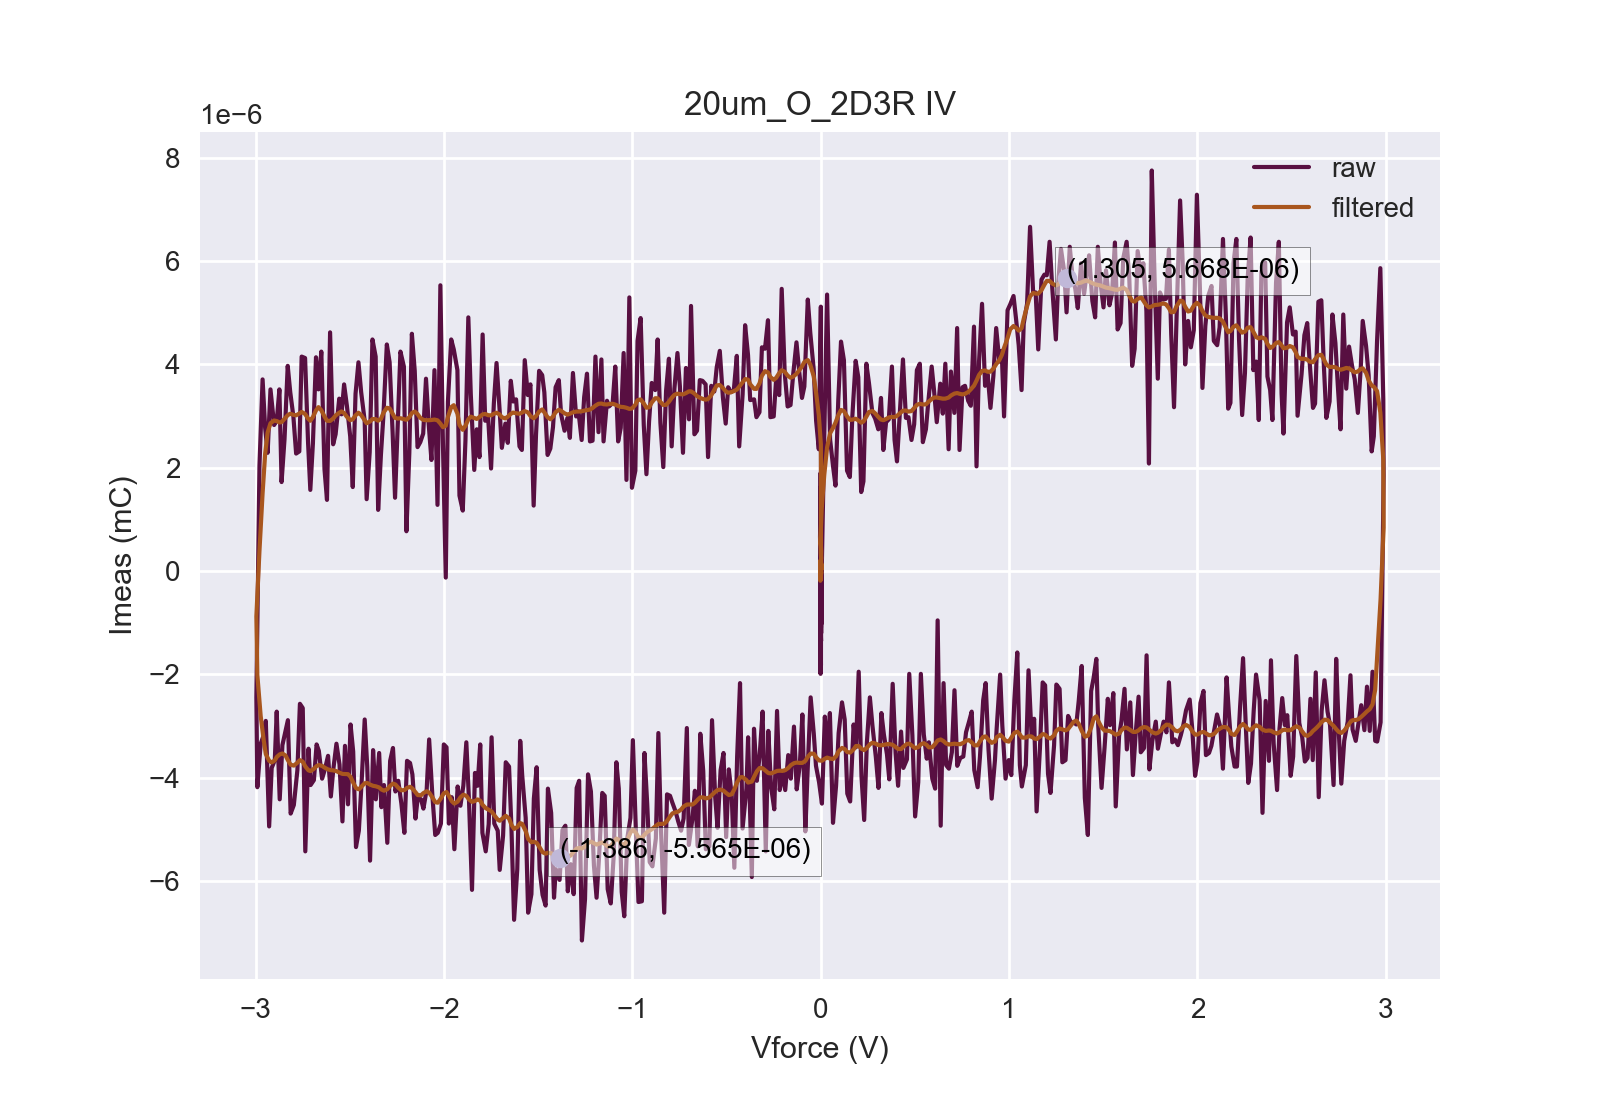 20um_O_2D3R IV
1e−6
raw
filtered
8
6
4
2
0
−2
−4
−6
(1.305, 5.668E-06)
(-1.386, -5.565E-06)
Imeas (mC)
−3
−2
−1
0
1
2
3
Vforce (V)